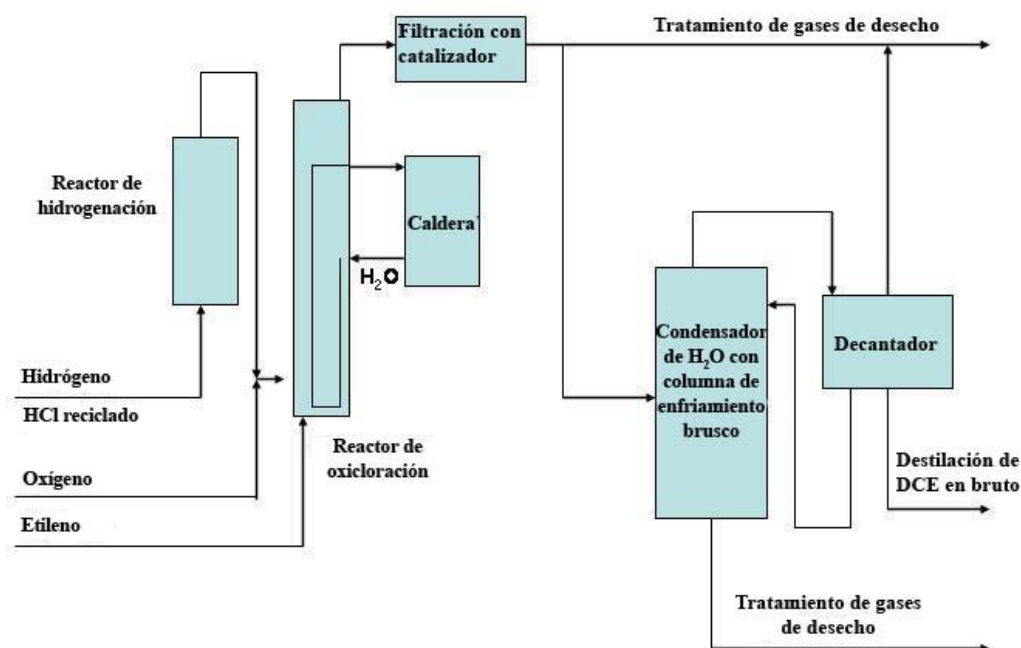 Filtración con
catalizador
Tratamiento de gases de desecho
Reactor de
hidrogenación
Caldera
H₂O
Condensador
de H₂O con
columna de
enfriamiento
brusco
Decantador
Hidrógeno
HCl reciclado
Reactor de
oxicloración
Oxígeno
Etileno
Destilación de
DCE en bruto
Tratamiento de gases
de desecho